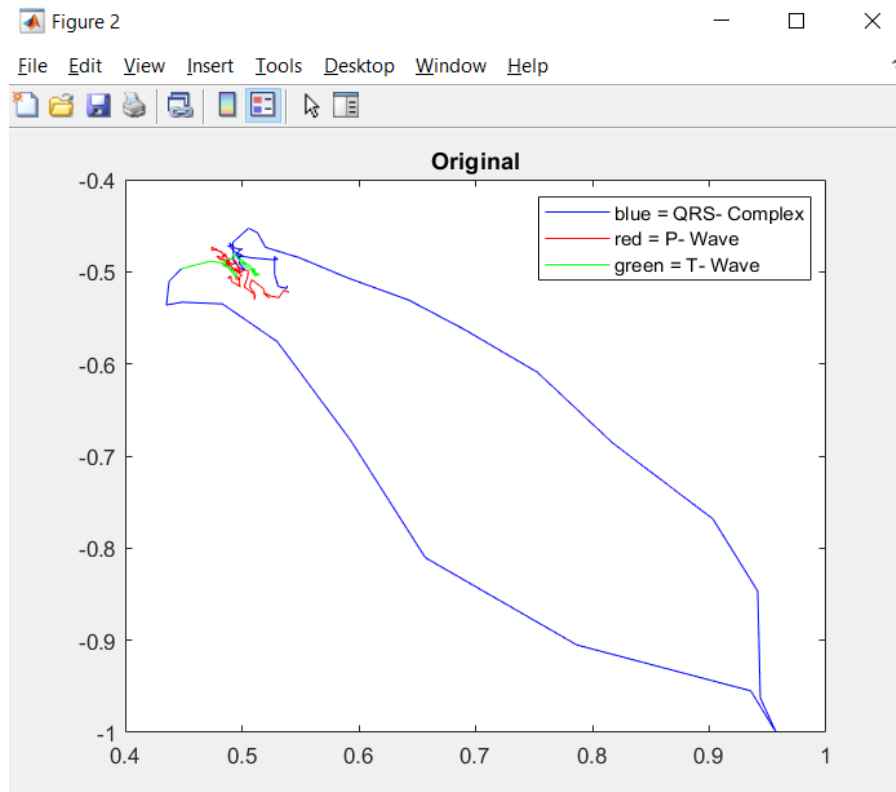 Figure 2
File Edit View Insert Tools Desktop Window Help
Original
blue = QRS- Complex
red = P- Wave
green = T- Wave
-0.4
-0.5
-0.6
-0.7
-0.8
-0.9
-1
0.4 0.5 0.6 0.7 0.8 0.9 1